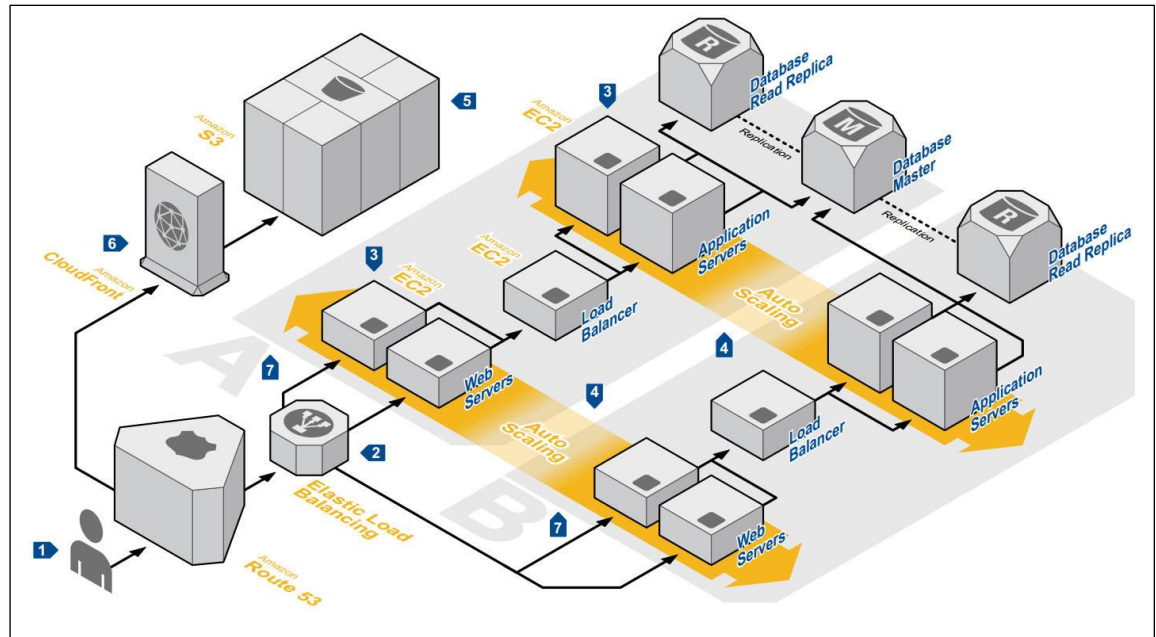 R
Database
Read Replica
3
Amazon
EC2
5
Amazon
S3
Replication
M
Database
Master
Replication
R
Database
Read Replica
6
Amazon
CloudFront
3
Amazon
EC2
Amazon
EC2
Application
Servers
Load
Balancer
Auto
Scaling
A
7
Web
Servers
4
4
Application
Servers
Load
Balancer
2
Auto
Scaling
Elastic Load
Balancing
B
7
Web
Servers
1
Amazon
Route 53